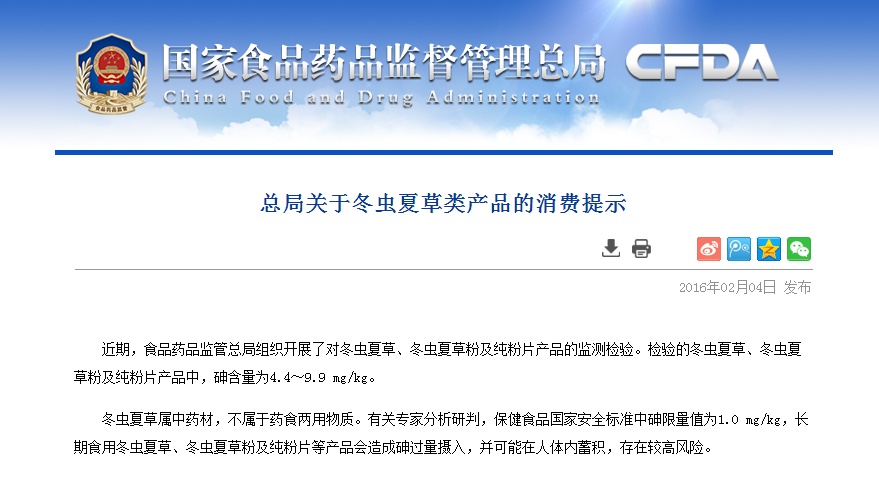 国家食品药品监督管理总局 CFDA
China Food and Drug Administration
食品药品监督
总局关于冬虫夏草类产品的消费提示
2016年02月04日 发布
近期，食品药品监管总局组织开展了对冬虫夏草、冬虫夏草粉及纯粉片产品的监测检验。检验的冬虫夏草、冬虫夏
草粉及纯粉片产品中，砷含量为4.4～9.9 mg/kg。
冬虫夏草属中药材，不属于药食两用物质。有关专家分析研判，保健食品国家安全标准中砷限量值为1.0 mg/kg，长
期食用冬虫夏草、冬虫夏草粉及纯粉片等产品会造成砷过量摄入，并可能在人体内蓄积，存在较高风险。